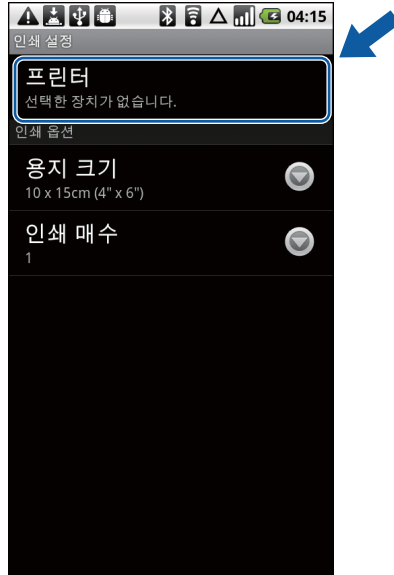 04:15
인쇄 설정
프린터
선택한 장치가 없습니다.
인쇄 옵션
용지 크기
10 x 15cm (4" x 6")
인쇄 매수
1